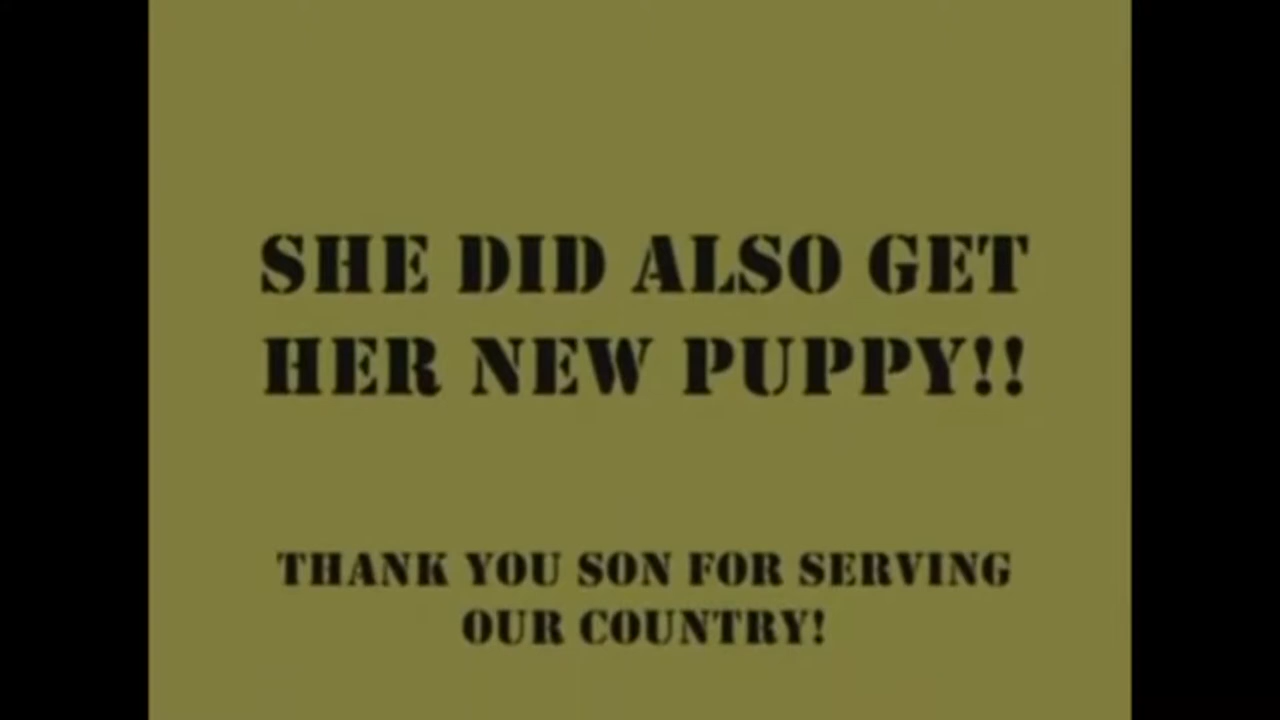 SHE DID ALSO GET
HER NEW PUPPY!!
THANK YOU SON FOR SERVING
OUR COUNTRY!